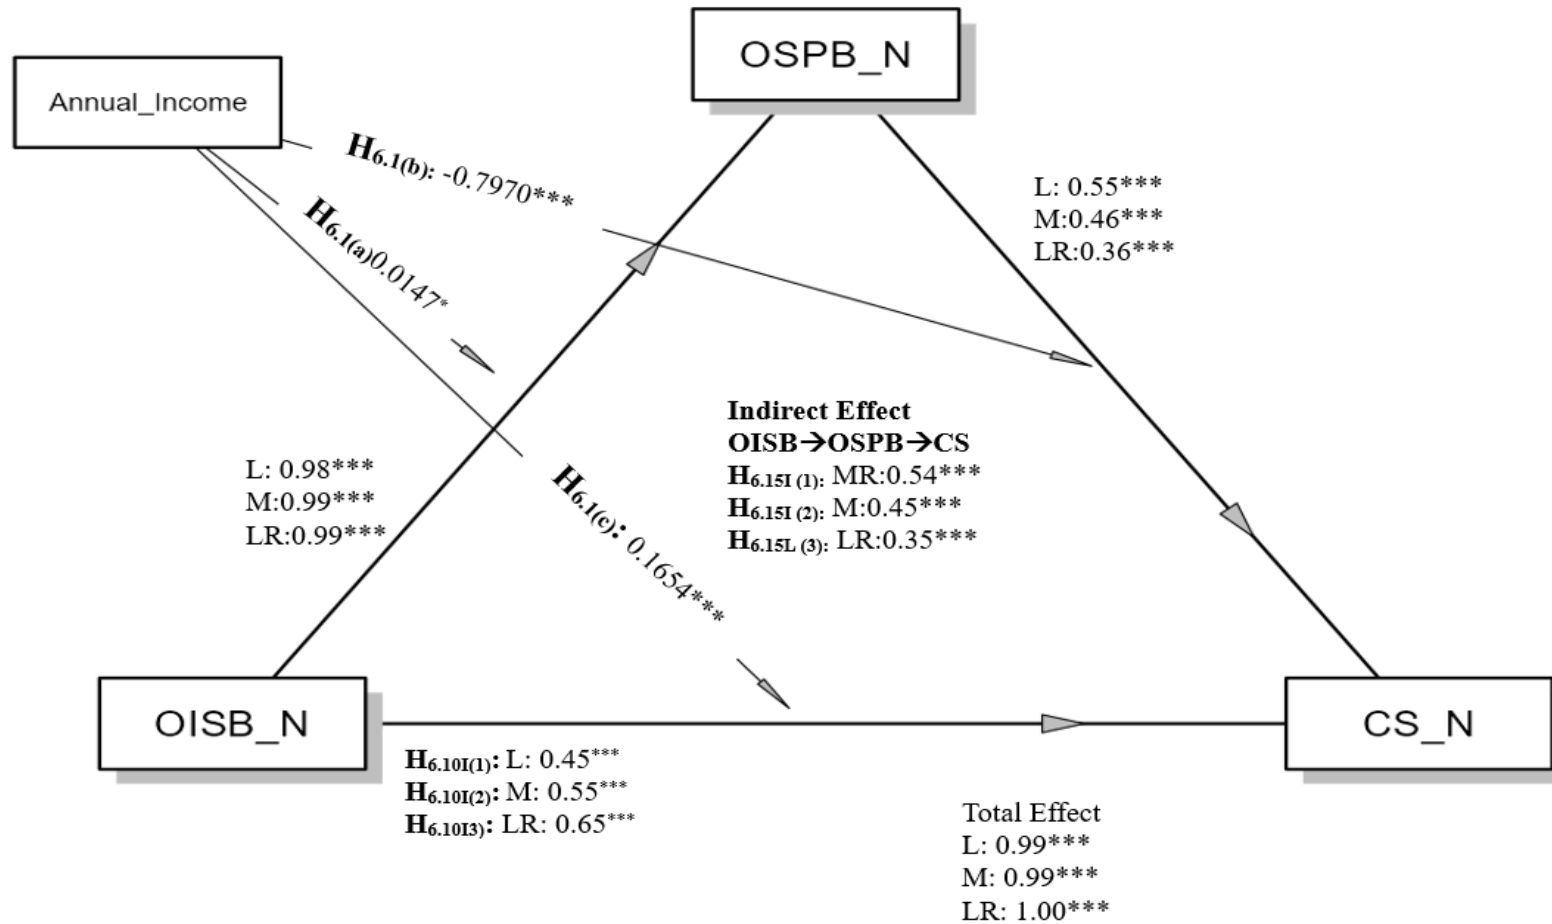 OSPB_N
Annual_Income
H6.1(b): -0.7970***
H6.1(a)0.0147*
L: 0.55***
M:0.46***
LR:0.36***
Indirect Effect
OISB→OSPB→CS
H6.15I (1): MR:0.54***
H6.15I (2): M:0.45***
H6.15L (3): LR:0.35***
L: 0.98***
M:0.99***
LR:0.99***
H6.1(c): 0.1654***
OISB_N
CS_N
H6.10I(1): L: 0.45***
H6.10I(2): M: 0.55***
H6.10I3): LR: 0.65***
Total Effect
L: 0.99***
M: 0.99***
LR: 1.00***